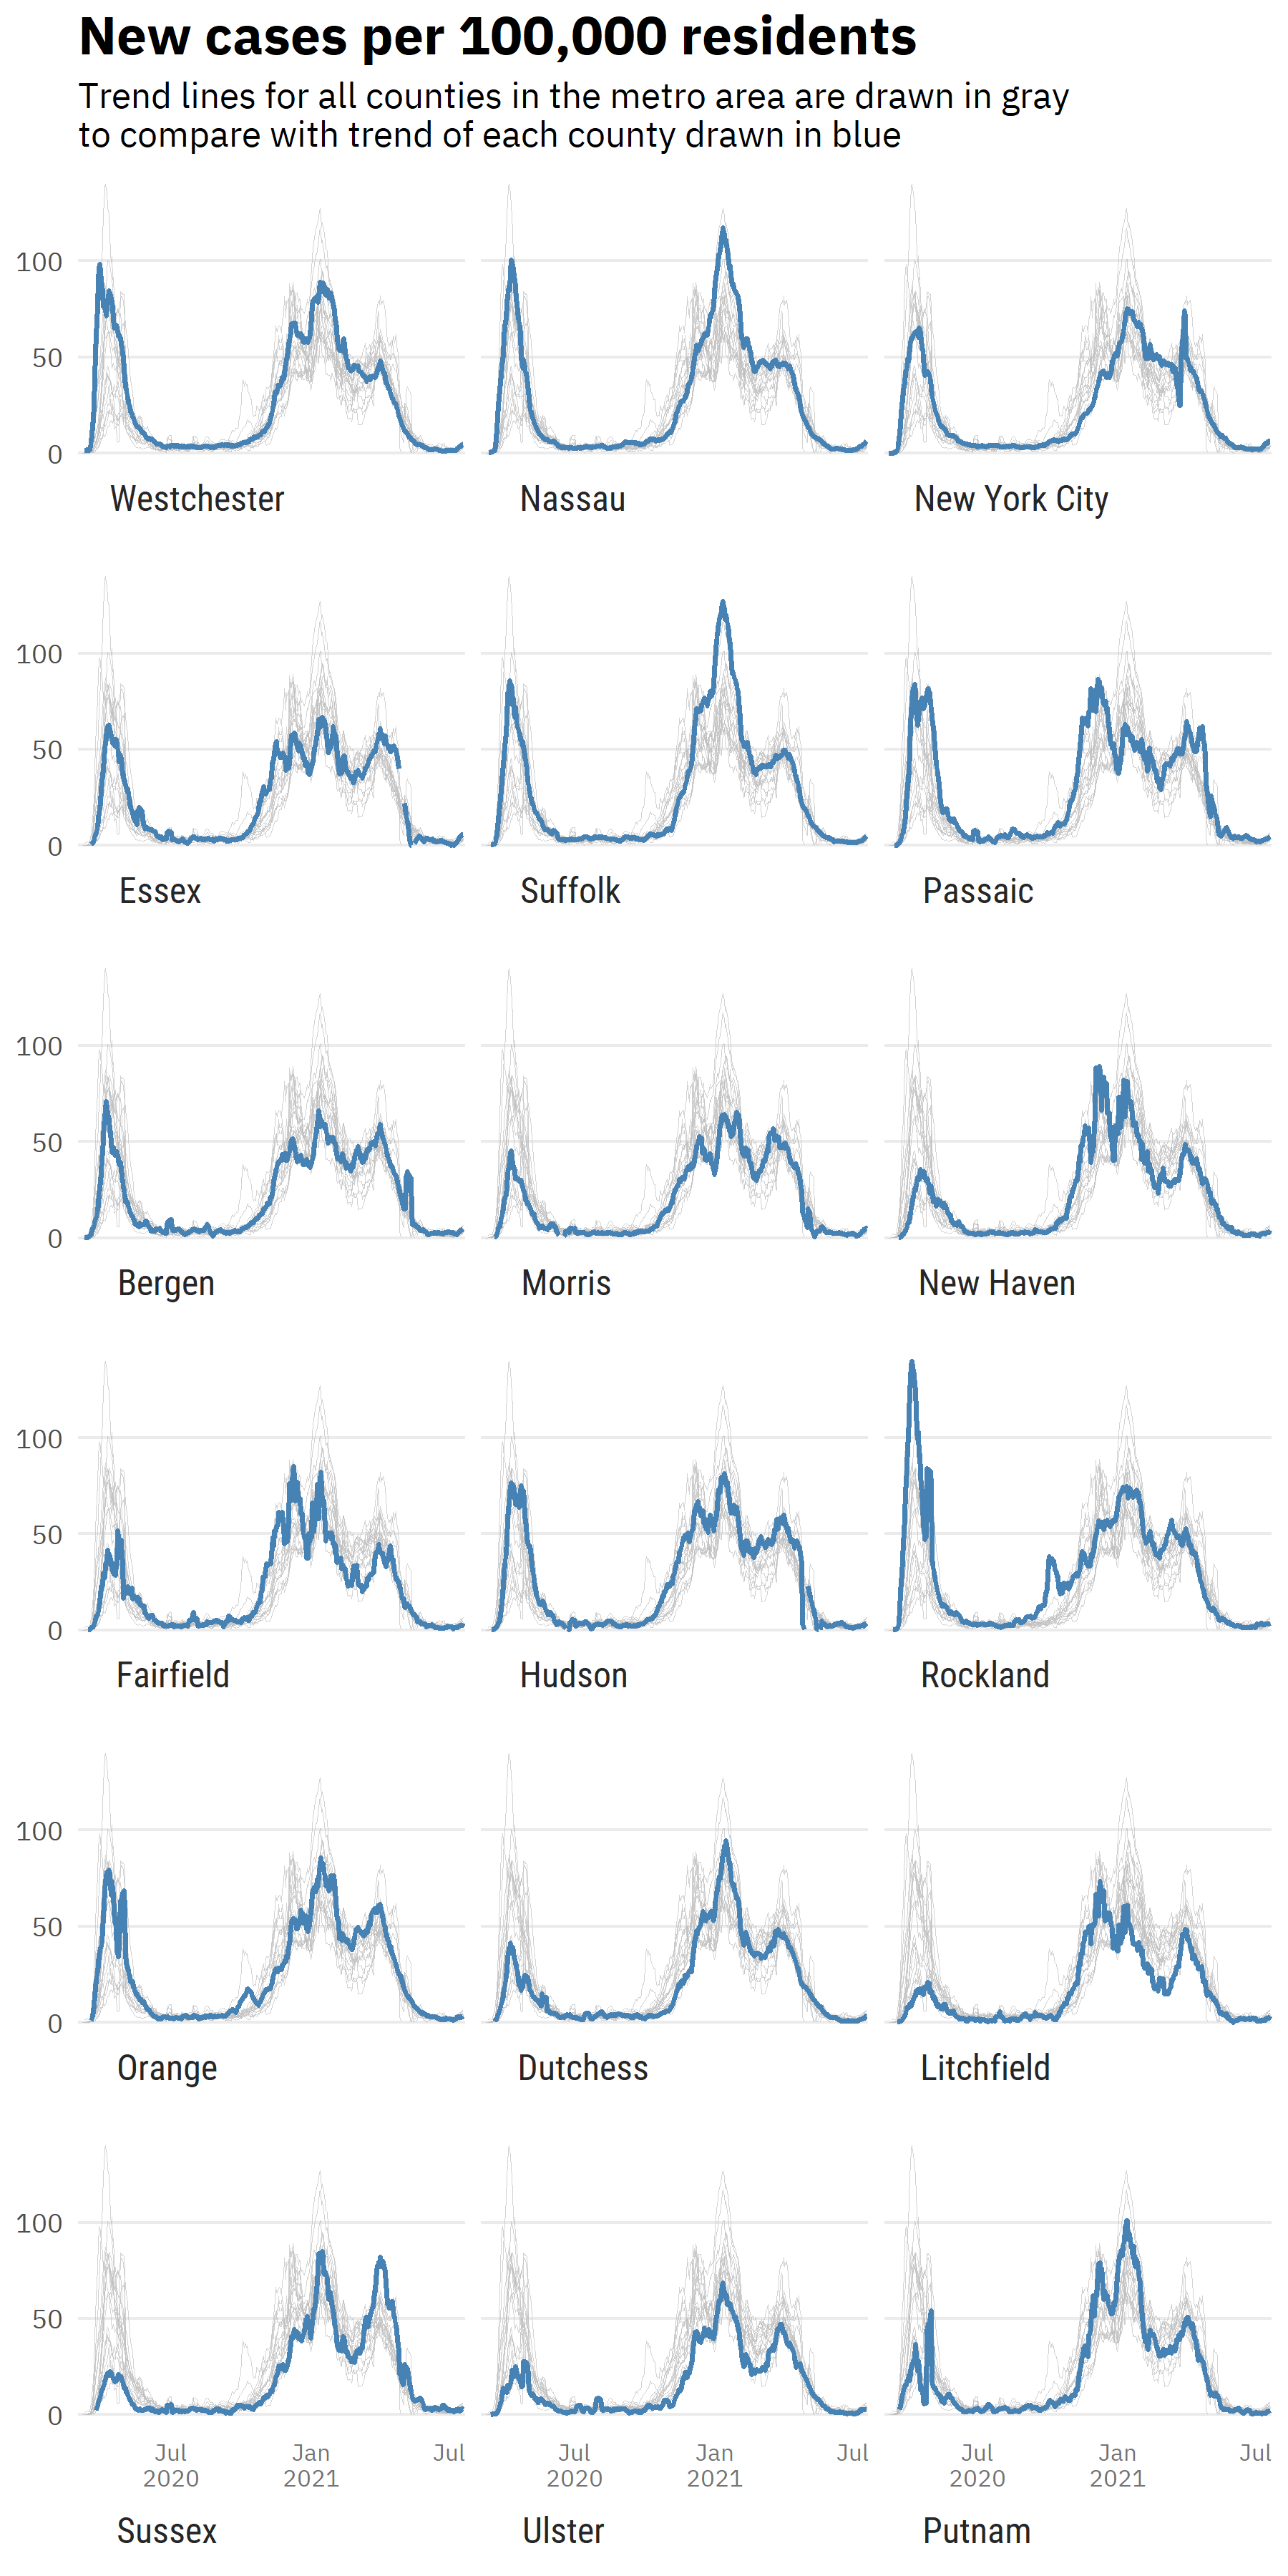 New cases per 100,000 residents
Trend lines for all counties in the metro area are drawn in gray
to compare with trend of each county drawn in blue
100
50
0
Westchester
Nassau
New York City
100
50
0
Essex
Suffolk
Passaic
100
50
0
Bergen
Morris
New Haven
100
50
0
Fairfield
Hudson
Rockland
100
50
0
Orange
Dutchess
Litchfield
100
50
0
Jul
2020
Jan
2021
Jul
Jul
2020
Jan
2021
Jul
Jul
2020
Jan
2021
Jul
Sussex
Ulster
Putnam